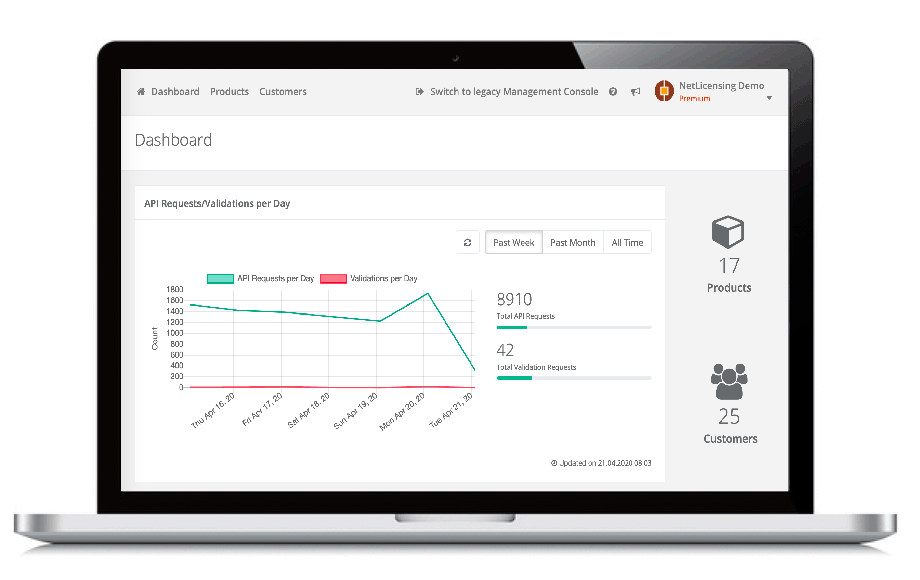 Dashboard Products Customers Switch to legacy Management Console NetLicensing Demo
Premium
Dashboard
API Requests/Validations per Day
Past Week Past Month All Time
API Requests per Day Validations per Day
1800
1600
1400
1200
1000
800
600
400
200
0
Count
Thu Apr 16, 20
Fri Apr 17, 20
Sat Apr 18, 20
Sun Apr 19, 20
Mon Apr 20, 20
Tue Apr 21, 20
8910
Total API Requests
42
Total Validation Requests
Updated on 21.04.2020 08:03
17
Products
25
Customers